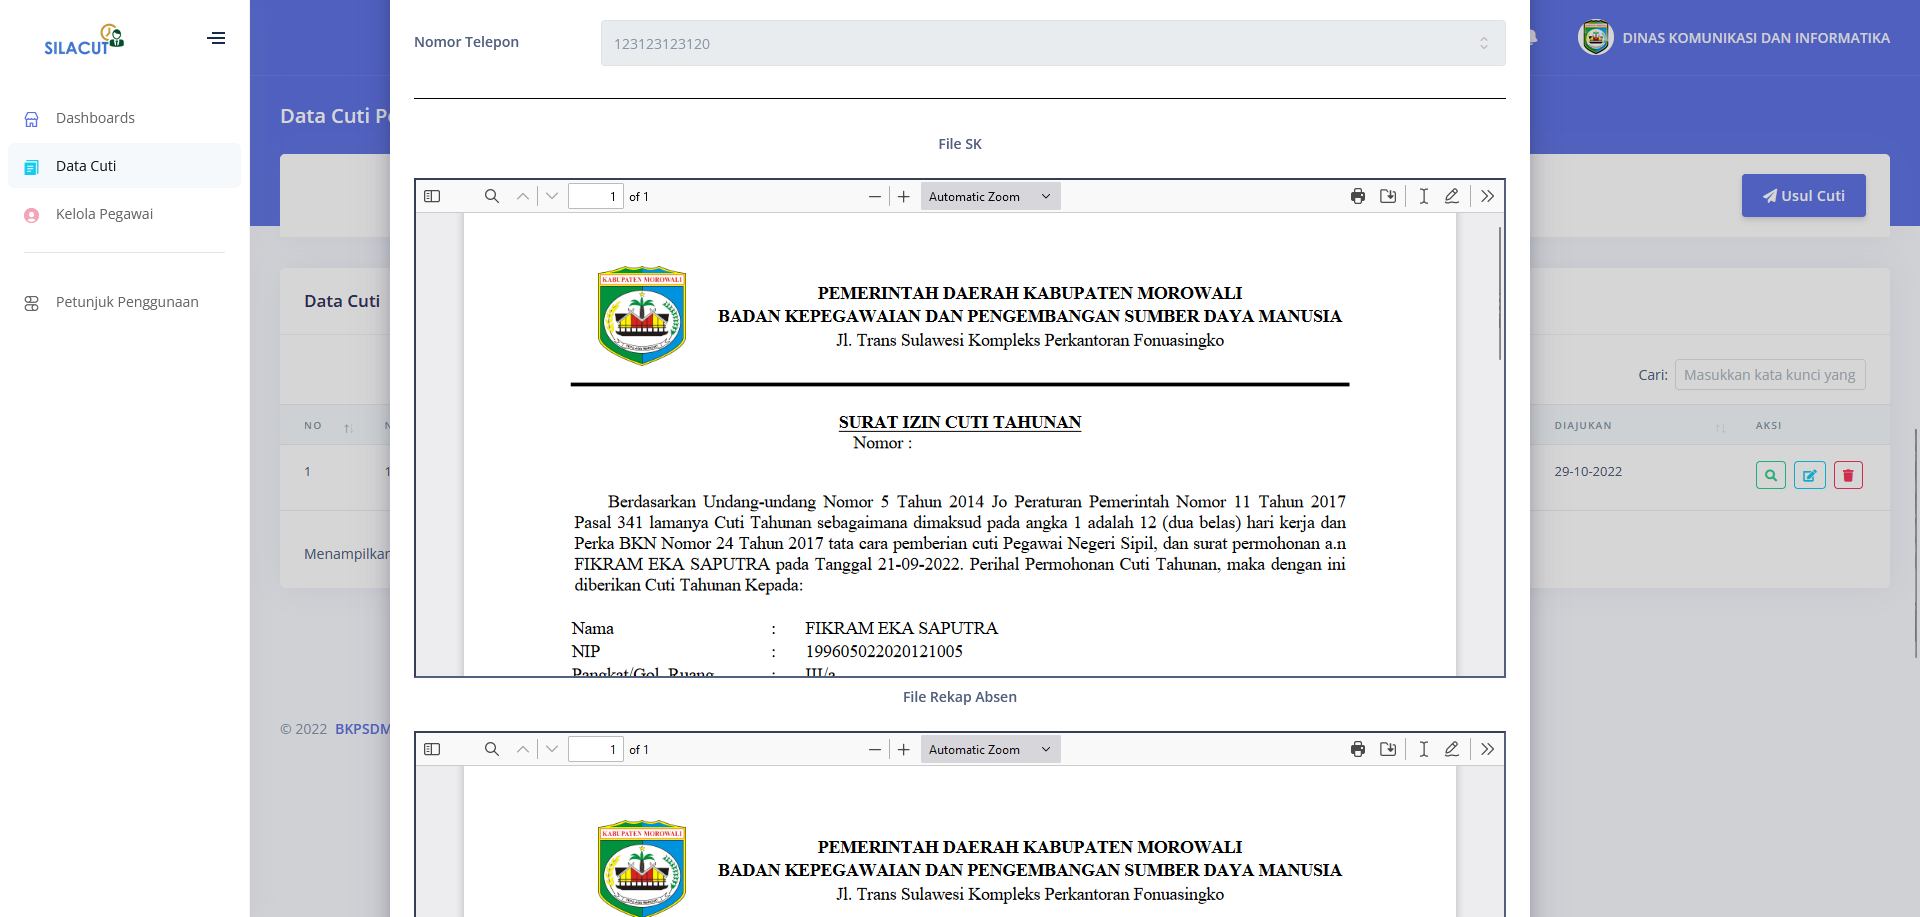 SILACUT
Dashboards
Data Cuti
Kelola Pegawai
Petunjuk Penggunaan
DINAS KOMUNIKASI DAN INFORMATIKA
Data Cuti
Usul Cuti
Data Cuti
Cari: Masukkan kata kunci yang
NO
DIAJUKAN
AKSI
1
29-10-2022
Menampilkan
© 2022 BKPSDM
Nomor Telepon
123123123120
File SK
1 of 1
Automatic Zoom
KABUPATEN MOROWALI
PEMERINTAH DAERAH KABUPATEN MOROWALI
BADAN KEPEGAWAIAN DAN PENGEMBANGAN SUMBER DAYA MANUSIA
Jl. Trans Sulawesi Kompleks Perkantoran Fonuasingko
SURAT IZIN CUTI TAHUNAN
Nomor :
Berdasarkan Undang-undang Nomor 5 Tahun 2014 Jo Peraturan Pemerintah Nomor 11 Tahun 2017
Pasal 341 lamanya Cuti Tahunan sebagaimana dimaksud pada angka 1 adalah 12 (dua belas) hari kerja dan
Perka BKN Nomor 24 Tahun 2017 tata cara pemberian cuti Pegawai Negeri Sipil, dan surat permohonan a.n
FIKRAM EKA SAPUTRA pada Tanggal 21-09-2022. Perihal Permohonan Cuti Tahunan, maka dengan ini
diberikan Cuti Tahunan Kepada:
Nama : FIKRAM EKA SAPUTRA
NIP : 199605022020121005
Pangkat/Gol. Ruang : III/a
File Rekap Absen
1 of 1
Automatic Zoom
KABUPATEN MOROWALI
PEMERINTAH DAERAH KABUPATEN MOROWALI
BADAN KEPEGAWAIAN DAN PENGEMBANGAN SUMBER DAYA MANUSIA
Jl. Trans Sulawesi Kompleks Perkantoran Fonuasingko